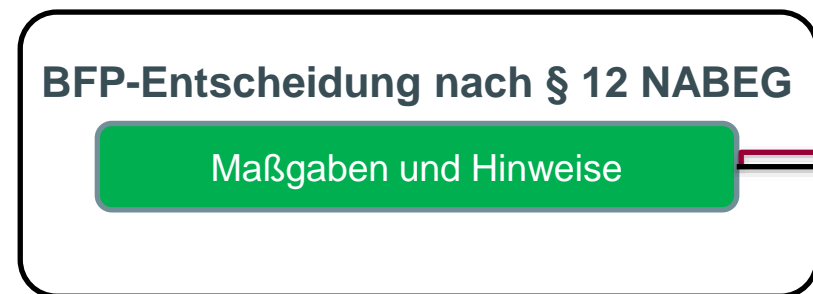 BFP-Entscheidung nach § 12 NABEG
Maßgaben und Hinweise